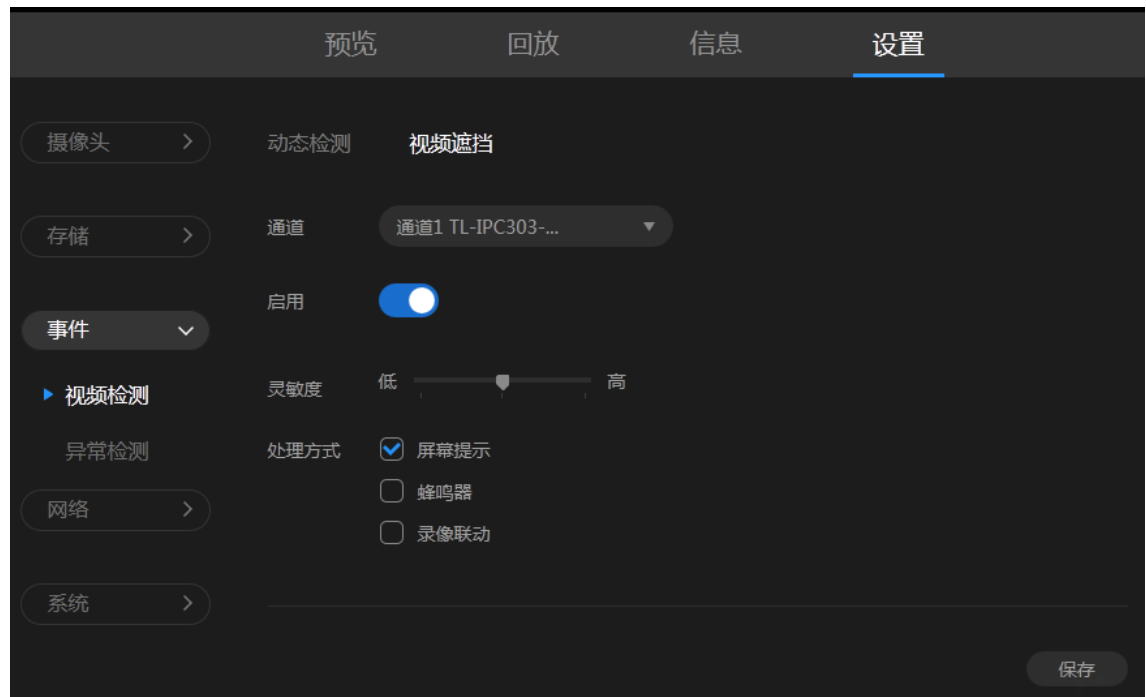 预览 回放 信息 设置
摄像头
动态检测 视频遮挡
存储
通道 通道1 TL-IPC303-...
启用
事件
视频检测
灵敏度 低 高
异常检测
处理方式 屏幕提示
蜂鸣器
网络
录像联动
系统
保存